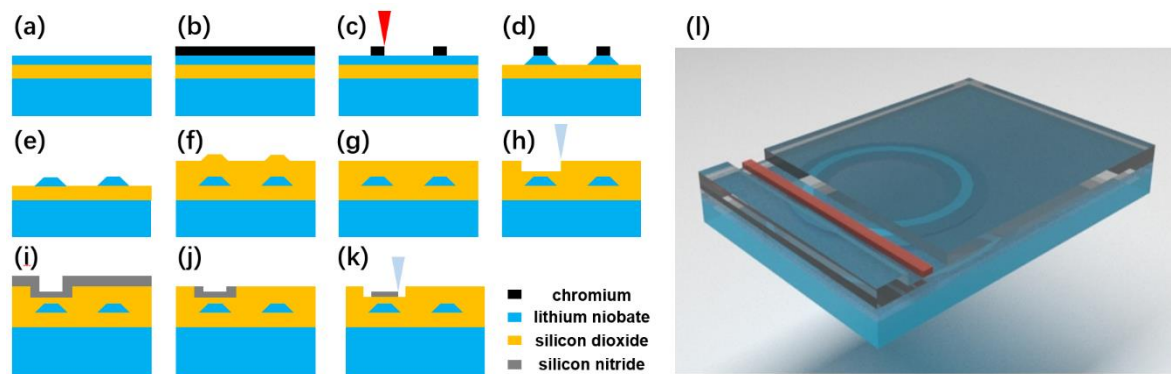 (a)
(b)
(c)
(d)
(l)
(e)
(f)
(g)
(h)
(i)
(j)
(k)
chromium
lithium niobate
silicon dioxide
silicon nitride